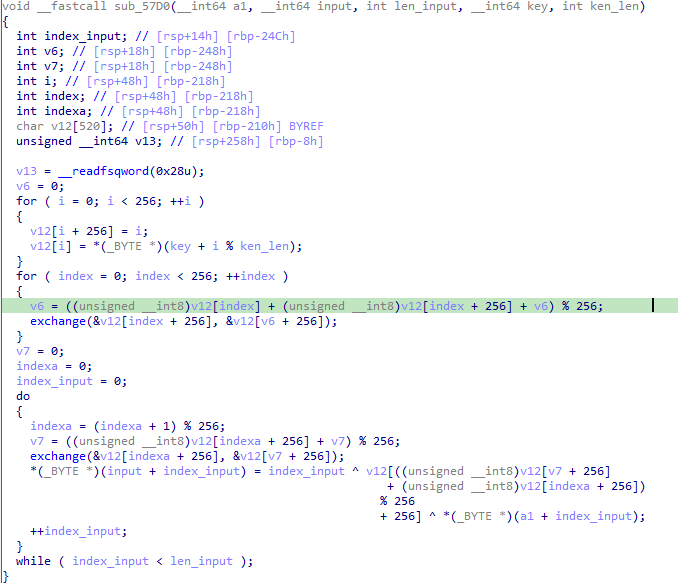 void __fastcall sub_57D0(__int64 a1, __int64 input, int len_input, __int64 key, int ken_len)
{
  int index_input; // [rsp+14h] [rbp-24Ch]
  int v6; // [rsp+18h] [rbp-248h]
  int v7; // [rsp+18h] [rbp-248h]
  int i; // [rsp+48h] [rbp-218h]
  int index; // [rsp+48h] [rbp-218h]
  int indexa; // [rsp+48h] [rbp-218h]
  char v12[520]; // [rsp+50h] [rbp-210h] BYREF
  unsigned __int64 v13; // [rsp+258h] [rbp-8h]

  v13 = __readfsqword(0x28u);
  v6 = 0;
  for ( i = 0; i < 256; ++i )
  {
    v12[i + 256] = i;
    v12[i] = *(_BYTE *)(key + i % ken_len);
  }
  for ( index = 0; index < 256; ++index )
  {
    v6 = ((unsigned __int8)v12[index] + (unsigned __int8)v12[index + 256] + v6) % 256;
    exchange(&v12[index + 256], &v12[v6 + 256]);
  }
  v7 = 0;
  indexa = 0;
  index_input = 0;
  do
  {
    indexa = (indexa + 1) % 256;
    v7 = ((unsigned __int8)v12[indexa + 256] + v7) % 256;
    exchange(&v12[indexa + 256], &v12[v7 + 256]);
    *(_BYTE *)(input + index_input) = index_input ^ v12[((unsigned __int8)v12[v7 + 256]
                                                       + (unsigned __int8)v12[indexa + 256])
                                                      % 256
                                                      + 256] ^ *(_BYTE *)(a1 + index_input);
    ++index_input;
  }
  while ( index_input < len_input );
}